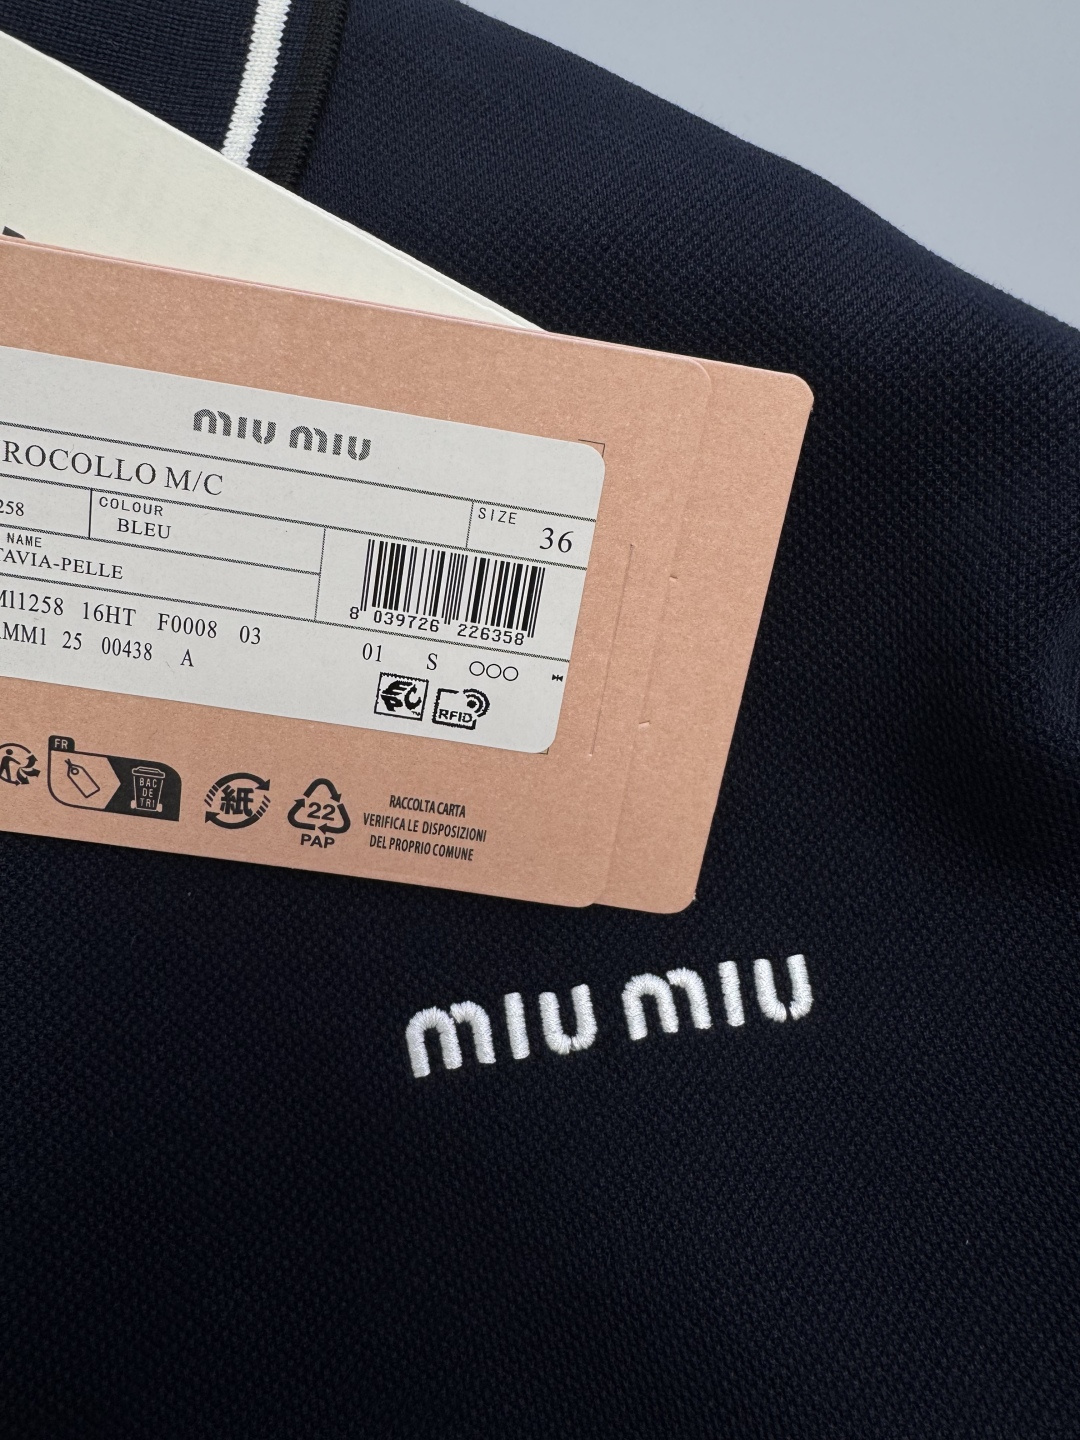 miu miu
ROCOLLO M/C
258
COLOUR
BLEU
SIZE
36
NAME
TAVIA-PELLE
M11258 16HT F0008 03
MM1 25 00438 A
8 039726 226358
01 S ○○○
EPC
RFID
FR
BAC
DE
TRI
紙
22
PAP
RACCOLTA CARTA
VERIFICA LE DISPOSIZIONI
DEL PROPRIO COMUNE
miu miu